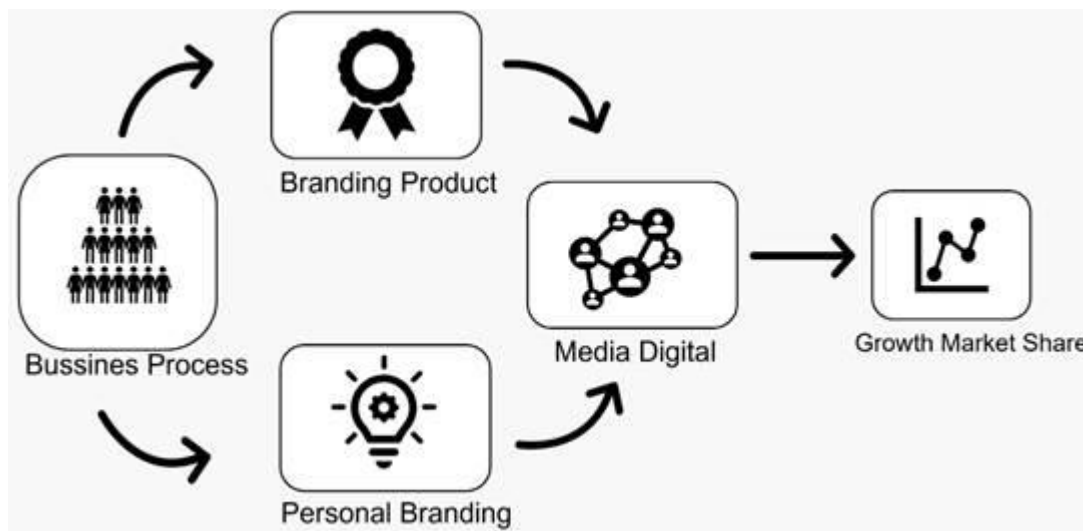 Branding Product
Bussines Process
Media Digital
Growth Market Share
Personal Branding